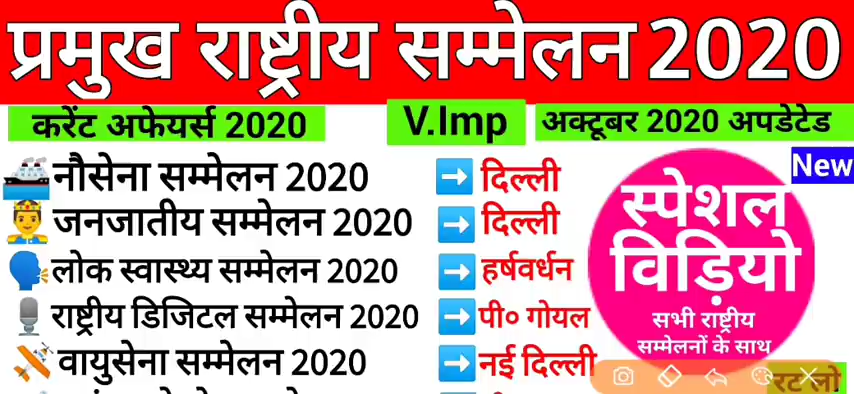 प्रमुख राष्ट्रीय सम्मेलन 2020
करेंट अफेयर्स 2020 V.Imp अक्टूबर 2020 अपडेटेड
New
नौसेना सम्मेलन 2020 दिल्ली
जनजातीय सम्मेलन 2020 दिल्ली
लोक स्वास्थ्य सम्मेलन 2020 हर्षवर्धन
राष्ट्रीय डिजिटल सम्मेलन 2020 पी० गोयल
वायुसेना सम्मेलन 2020 नई दिल्ली
स्पेशल
विडियो
सभी राष्ट्रीय
सम्मेलनों के साथ
रट लो